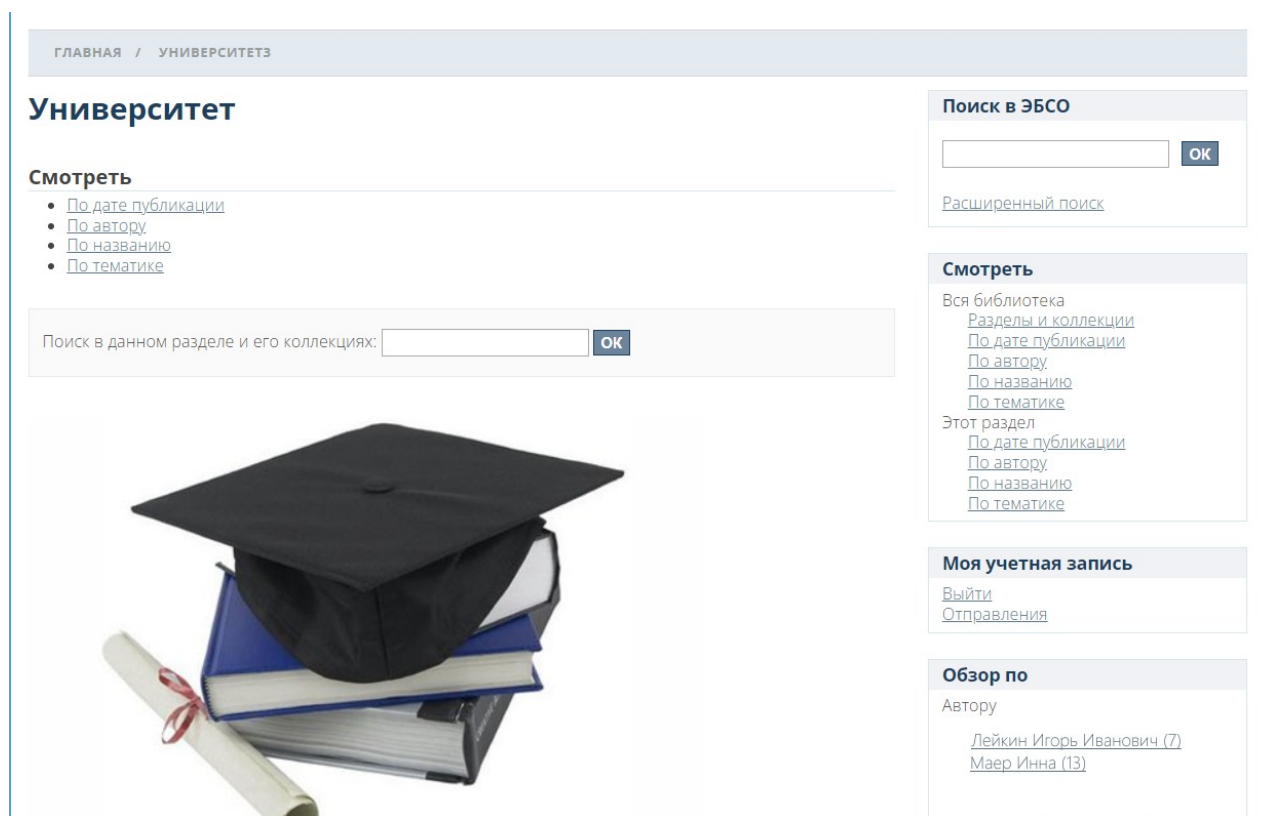 ГЛАВНАЯ / УНИВЕРСИТЕТЗ
Университет
Смотреть
По дате публикации
По автору
По названию
По тематике
Поиск в данном разделе и его коллекциях: ОК
Поиск в ЭБСО
ОК
Расширенный поиск
Смотреть
Вся библиотека
Разделы и коллекции
По дате публикации
По автору
По названию
По тематике
Этот раздел
По дате публикации
По автору
По названию
По тематике
Моя учетная запись
Выйти
Отправления
Обзор по
Автору
Лейкин Игорь Иванович (7)
Маер Инна (13)